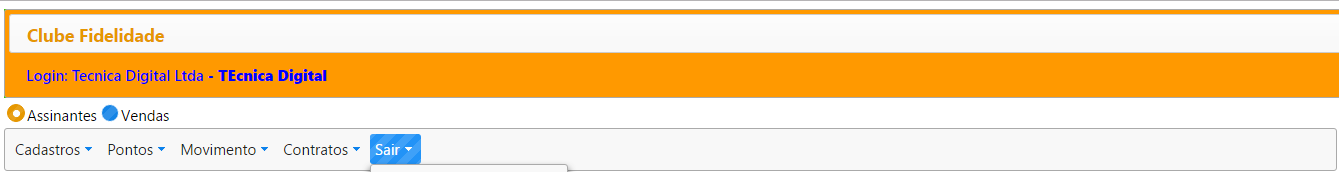 Clube Fidelidade
Login: Tecnica Digital Ltda - TEcnica Digital
Assinantes Vendas
Cadastros Pontos Movimento Contratos Sair